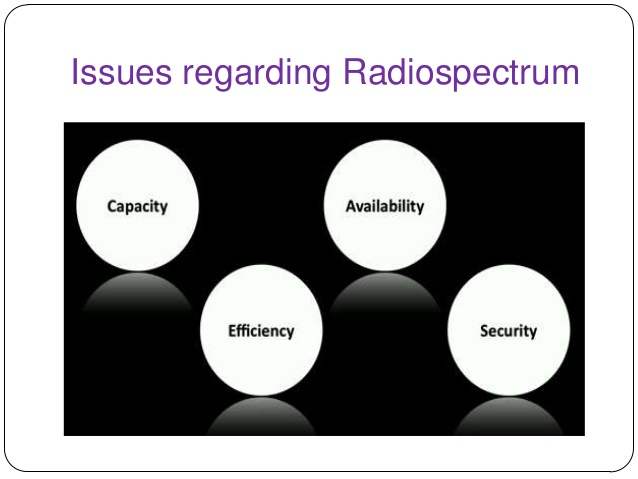 Issues regarding Radiospectrum
Capacity
Availability
Efficiency
Security